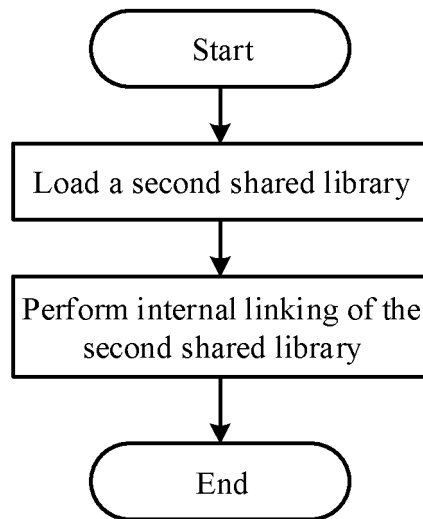 Start
Load a second shared library
Perform internal linking of the
second shared library
End